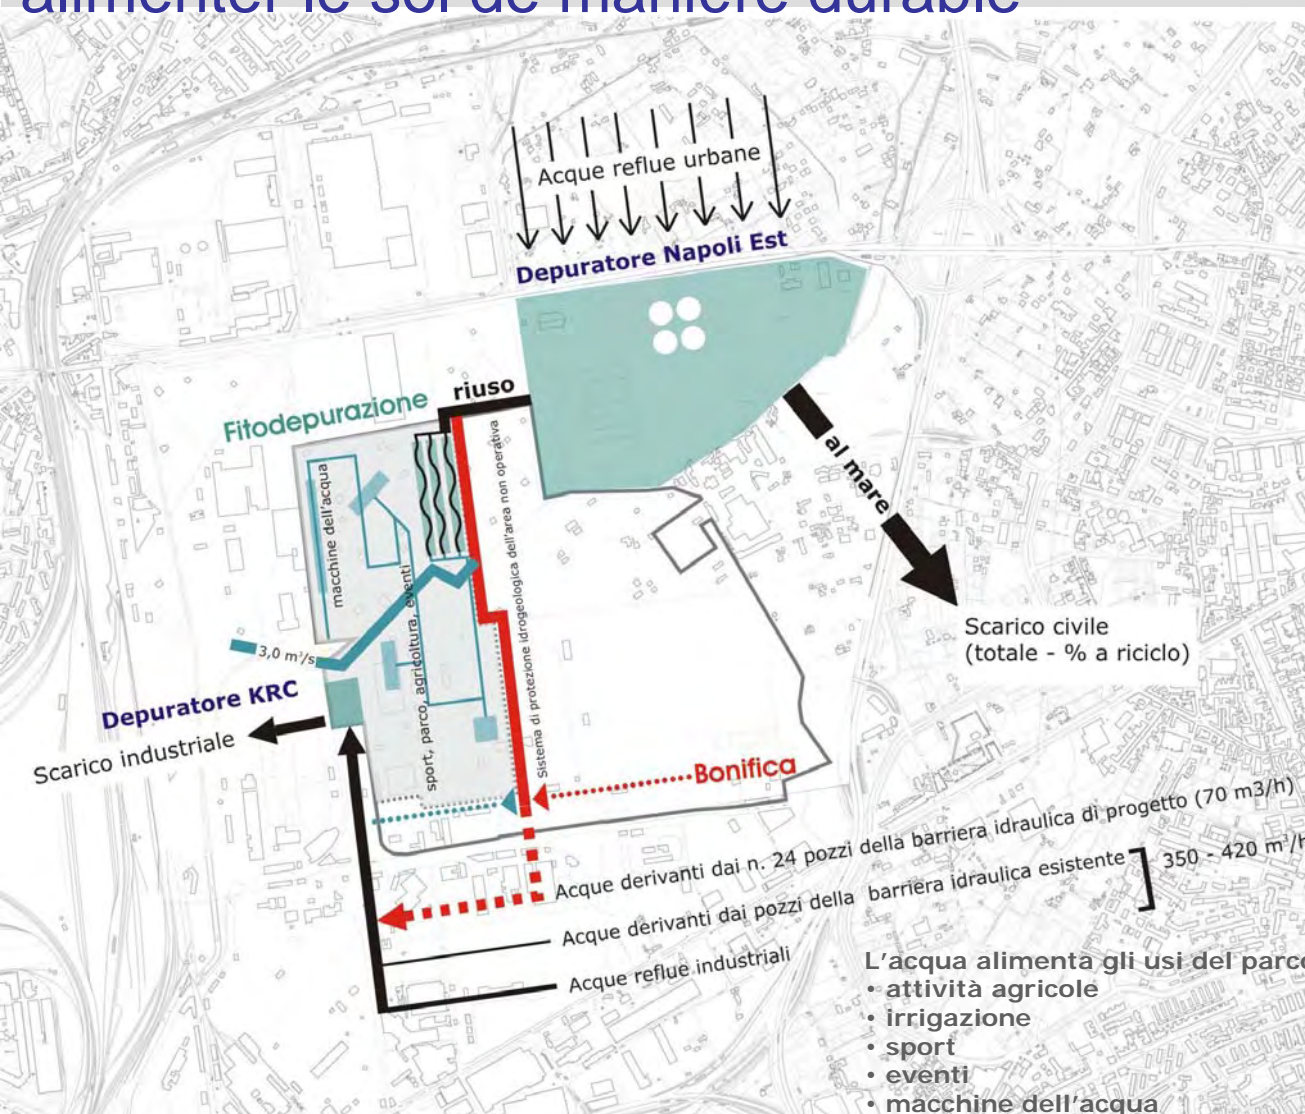 alimenter le sol de manière durable
Acque reflue urbane
Depuratore Napoli Est
riuso
Fitodepurazione
macchine dell'acqua
sport, parco, agricoltura, eventi
Sistema di protezione idrogeologica dell'area non operativa
al mare
Scarico civile
(totale - % a riciclo)
3,0 m³/s
Depuratore KRC
Scarico industriale
Bonifica
Acque derivanti dai n. 24 pozzi della barriera idraulica di progetto (70 m3/h)
Acque derivanti dai pozzi della barriera idraulica esistente
350 - 420 m³/h
Acque reflue industriali
L'acqua alimenta gli usi del parco
• attività agricole
• irrigazione
• sport
• eventi
• macchine dell'acqua